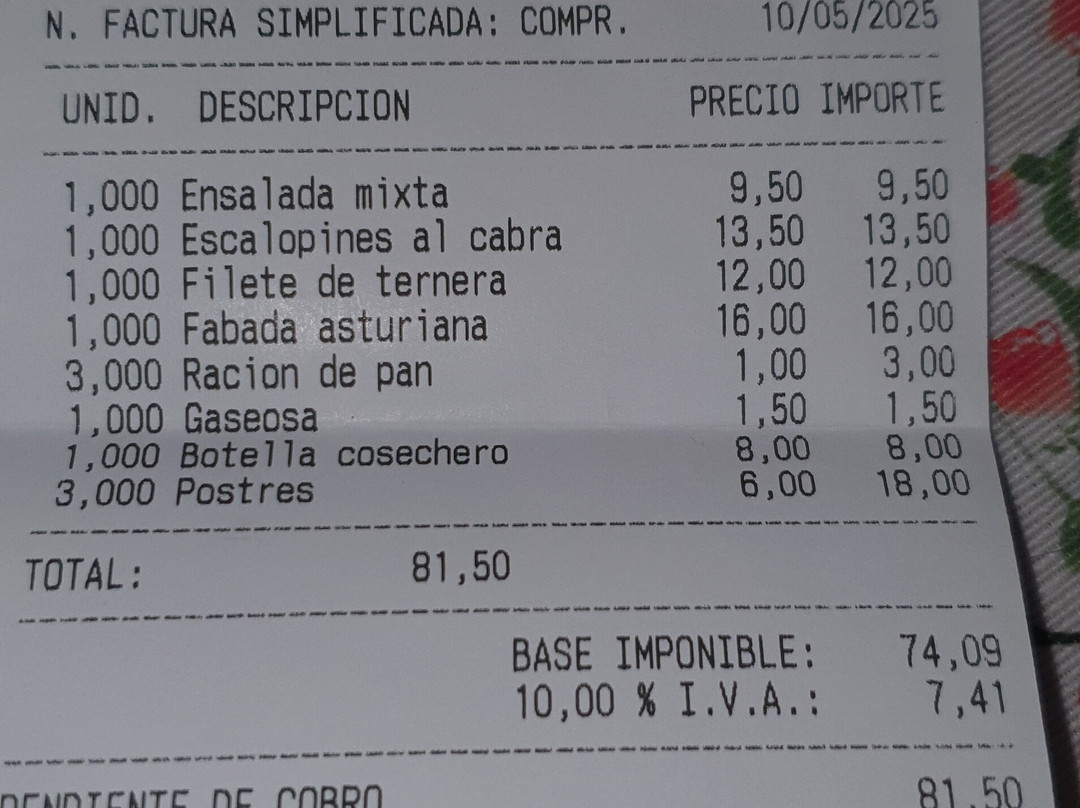 N. FACTURA SIMPLIFICADA: COMPR. 10/05/2025
UNID. DESCRIPCION PRECIO IMPORTE
1,000 Ensalada mixta 9,50 9,50
1,000 Escalopines al cabra 13,50 13,50
1,000 Filete de ternera 12,00 12,00
1,000 Fabada asturiana 16,00 16,00
3,000 Racion de pan 1,00 3,00
1,000 Gaseosa 1,50 1,50
1,000 Botella cosechero 8,00 8,00
3,000 Postres 6,00 18,00
TOTAL: 81,50
BASE IMPONIBLE: 74,09
10,00 % I.V.A.: 7,41
PENDIENTE DE COBRO 81,50